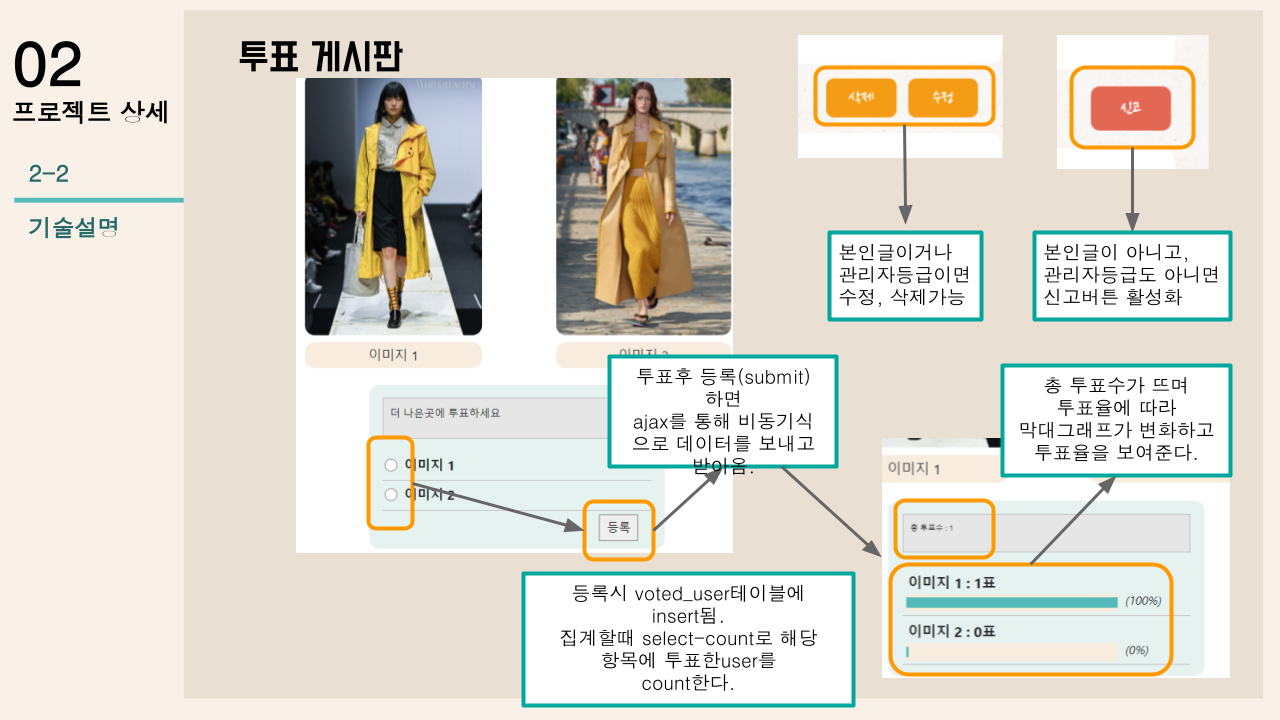 02
프로젝트 상세
2-2
기술설명
투표 게시판
이미지 1
이미지 2
더 나은곳에 투표하세요
이미지 1
이미지 2
등록
삭제
수정
신고
본인글이거나
관리자등급이면
수정, 삭제가능
본인글이 아니고,
관리자등급도 아니면
신고버튼 활성화
투표후 등록(submit)
하면
ajax를 통해 비동기식
으로 데이터를 보내고
받아옴.
등록시 voted_user테이블에
insert됨.
집계할때 select-count로 해당
항목에 투표한user를
count한다.
총 투표수가 뜨며
투표율에 따라
막대그래프가 변화하고
투표율을 보여준다.
이미지 1
총 투표수 : 1
이미지 1 : 1표
(100%)
이미지 2 : 0표
(0%)